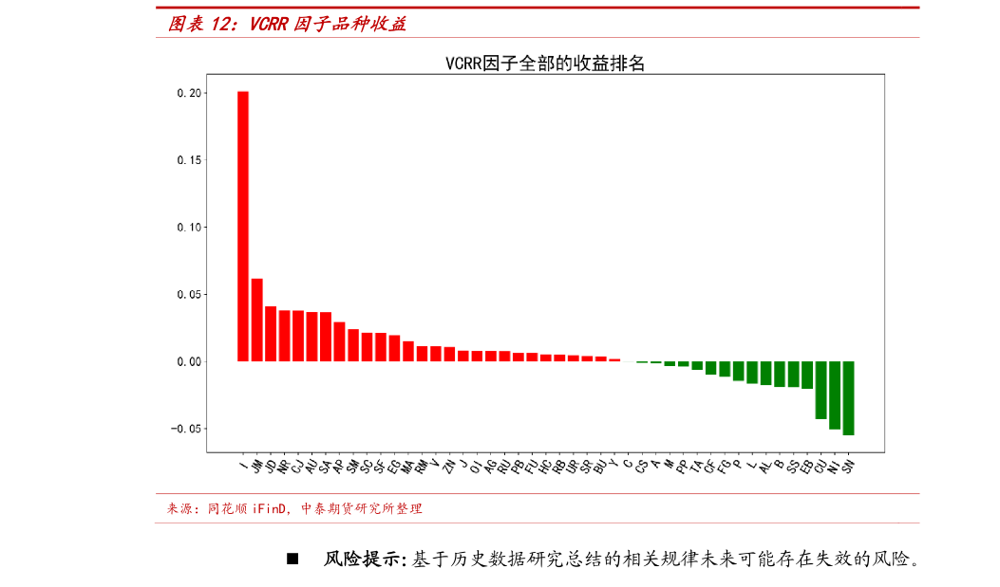 图表 12：VCRR 因子品种收益
VCRR因子全部的收益排名
0.20
0.15
0.10
0.05
0.00
-0.05
I JM JD NR CJ AU SA AP SM SC SF EG MA RM V ZN J OI AG RU PB FU HC RB UR SR BU Y C CS A M PP TA CF FG P L AL B SS EB CU NI SN
来源：同花顺 iFinD，中泰期货研究所整理
■ 风险提示：基于历史数据研究总结的相关规律未来可能存在失效的风险。